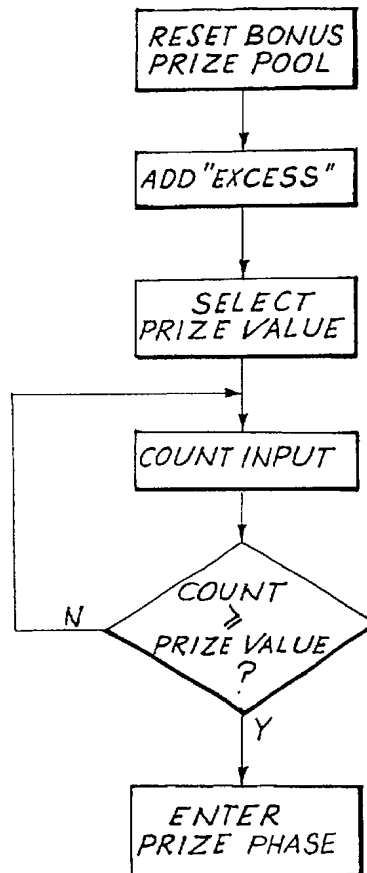 RESET BONUS
PRIZE POOL
ADD "EXCESS"
SELECT
PRIZE VALUE
COUNT INPUT
COUNT
≥
PRIZE VALUE
?
N
Y
ENTER
PRIZE PHASE